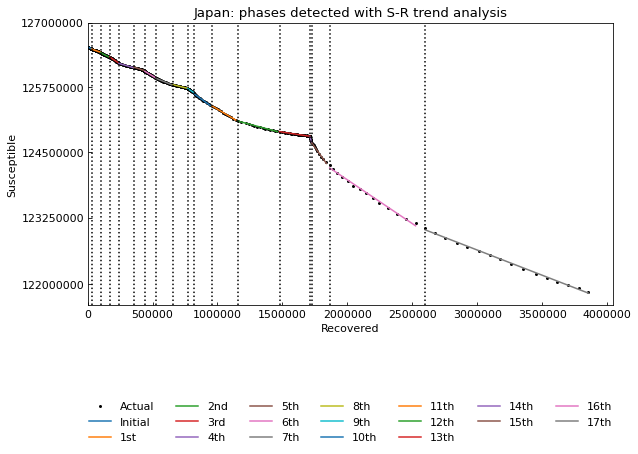 Japan: phases detected with S-R trend analysis
127000000
125750000
124500000
123250000
122000000
Susceptible
0 500000 1000000 1500000 2000000 2500000 3000000 3500000 4000000
Recovered
Actual 2nd 5th 8th 11th 14th 16th
Initial 3rd 6th 9th 12th 15th 17th
1st 4th 7th 10th 13th